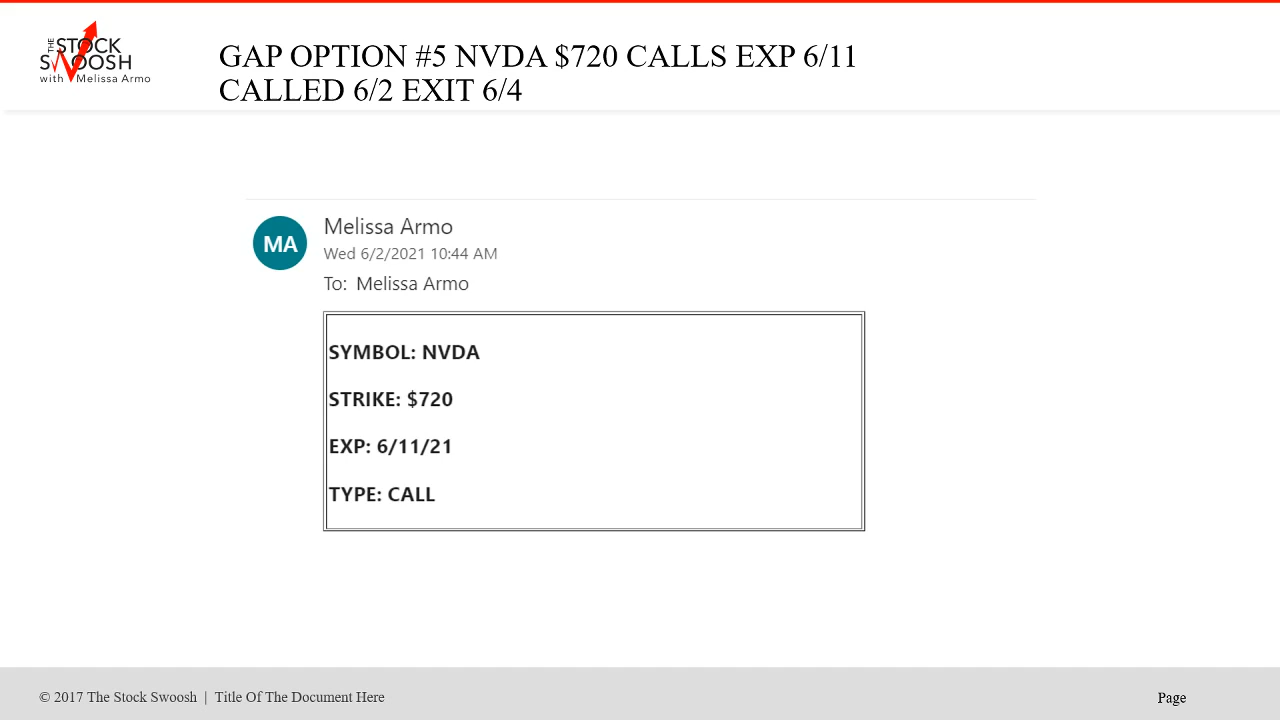 THE
STOCK
SWOOSH
with Melissa Armo
GAP OPTION #5 NVDA $720 CALLS EXP 6/11
CALLED 6/2 EXIT 6/4
MA
Melissa Armo
Wed 6/2/2021 10:44 AM
To: Melissa Armo
SYMBOL: NVDA
STRIKE: $720
EXP: 6/11/21
TYPE: CALL
© 2017 The Stock Swoosh | Title Of The Document Here
Page